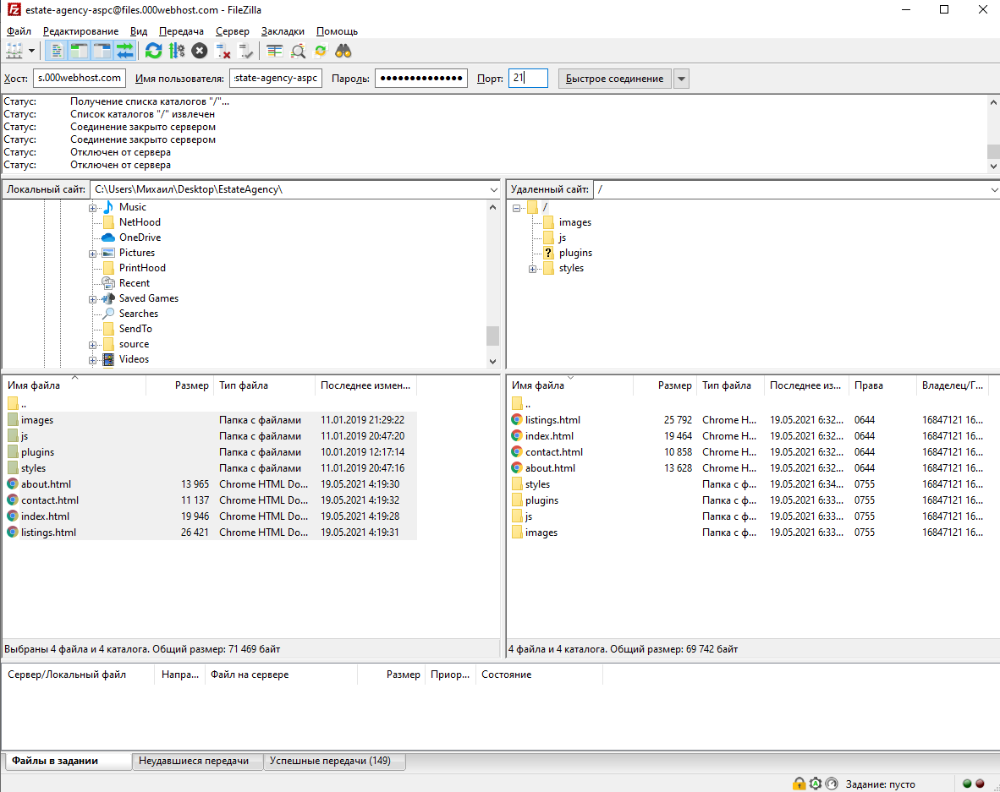 estate-agency-aspc@files.000webhost.com - FileZilla
Файл Редактирование Вид Передача Сервер Закладки Помощь
Хост: s.000webhost.com Имя пользователя: state-agency-aspc Пароль: ●●●●●●●●●●●●●● Порт: 21 Быстрое соединение
Статус: Получение списка каталогов "/"...
Статус: Список каталогов "/" извлечен
Статус: Соединение закрыто сервером
Статус: Соединение закрыто сервером
Статус: Отключен от сервера
Статус: Отключен от сервера
Локальный сайт: C:\Users\Михаил\Desktop\EstateAgency\
Music
NetHood
OneDrive
Pictures
PrintHood
Recent
Saved Games
Searches
SendTo
source
Videos
Удаленный сайт: /
/
images
js
? plugins
styles
Имя файла Размер Тип файла Последнее измен...
..
images Папка с файлами 11.01.2019 21:29:22
js Папка с файлами 11.01.2019 20:47:20
plugins Папка с файлами 10.01.2019 12:17:14
styles Папка с файлами 11.01.2019 20:47:16
about.html 13 965 Chrome HTML Do... 19.05.2021 4:19:30
contact.html 11 137 Chrome HTML Do... 19.05.2021 4:19:32
index.html 19 946 Chrome HTML Do... 19.05.2021 4:19:28
listings.html 26 421 Chrome HTML Do... 19.05.2021 4:19:31
Выбраны 4 файла и 4 каталога. Общий размер: 71 469 байт
Имя файла Размер Тип файла Последнее из... Права Владелец/Г...
..
listings.html 25 792 Chrome H... 19.05.2021 6:32... 0644 16847121 16...
index.html 19 464 Chrome H... 19.05.2021 6:32... 0644 16847121 16...
contact.html 10 858 Chrome H... 19.05.2021 6:32... 0644 16847121 16...
about.html 13 628 Chrome H... 19.05.2021 6:32... 0644 16847121 16...
styles Папка с ф... 19.05.2021 6:34... 0755 16847121 16...
plugins Папка с ф... 19.05.2021 6:33... 0755 16847121 16...
js Папка с ф... 19.05.2021 6:33... 0755 16847121 16...
images Папка с ф... 19.05.2021 6:33... 0755 16847121 16...
4 файла и 4 каталога. Общий размер: 69 742 байт
Сервер/Локальный файл Напра... Файл на сервере Размер Приор... Состояние
Файлы в задании Неудавшиеся передачи Успешные передачи (149)
Задание: пусто